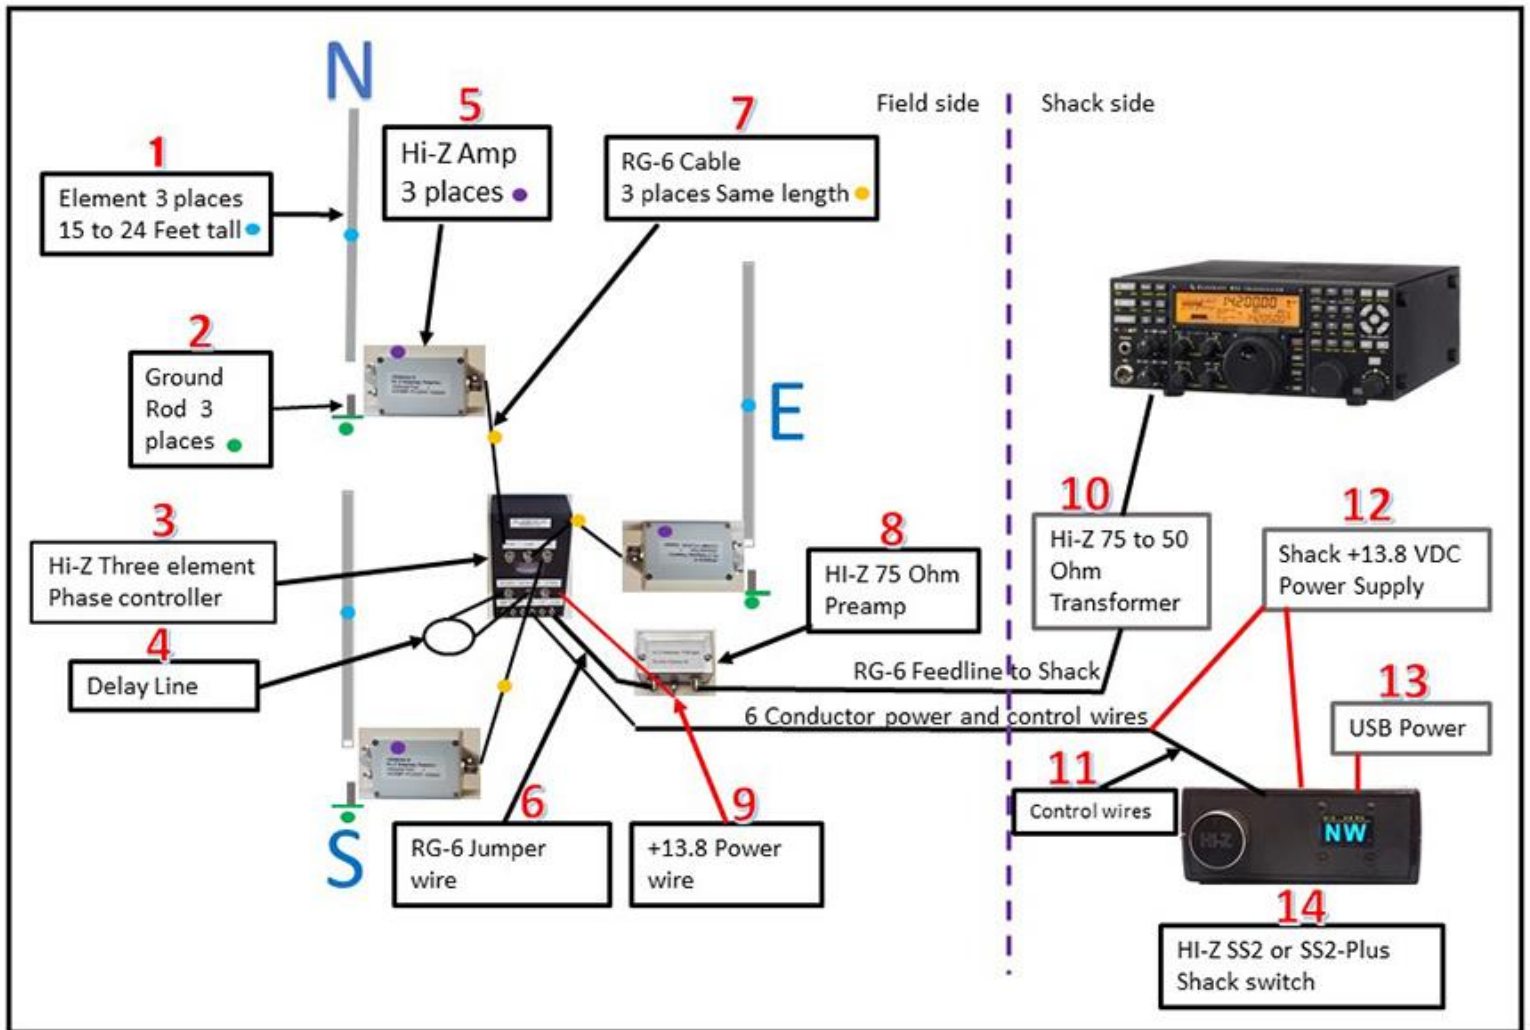 N
5
7
Field side
Shack side
1
Hi-Z Amp
3 places
RG-6 Cable
3 places Same length
Element 3 places
15 to 24 Feet tall
2
Ground
Rod 3
places
E
3
Hi-Z Three element
Phase controller
8
HI-Z 75 Ohm
Preamp
10
Hi-Z 75 to 50
Ohm
Transformer
12
Shack +13.8 VDC
Power Supply
4
Delay Line
RG-6 Feedline to Shack
6 Conductor power and control wires
13
USB Power
11
Control wires
HI-Z
NW
S
6
RG-6 Jumper
wire
9
+13.8 Power
wire
14
HI-Z SS2 or SS2-Plus
Shack switch